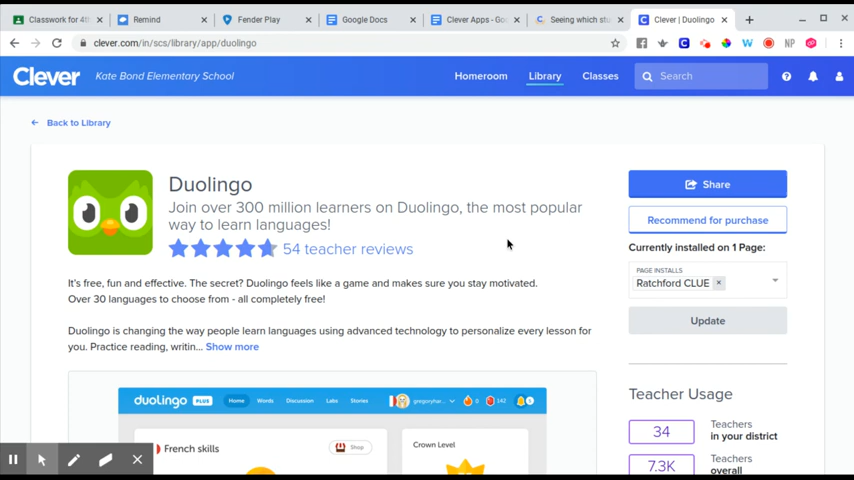 Classwork for 4th
Remind
Fender Play
Google Docs
Clever Apps - Goo
Seeing which stu
Clever | Duolingo
clever.com/in/scs/library/app/duolingo
W
NP
Clever
Kate Bond Elementary School
Homeroom
Library
Classes
Search
Back to Library
Duolingo
Join over 300 million learners on Duolingo, the most popular
way to learn languages!
54 teacher reviews
It's free, fun and effective. The secret? Duolingo feels like a game and makes sure you stay motivated.
Over 30 languages to choose from - all completely free!
Duolingo is changing the way people learn languages using advanced technology to personalize every lesson for
you. Practice reading, writin... Show more
Share
Recommend for purchase
Currently installed on 1 Page:
PAGE INSTALLS
Ratchford CLUE
Update
Teacher Usage
34
Teachers
in your district
7.3K
Teachers
overall
duolingo PLUS Home Words Discussion Labs Stories gregoryhar... 0 142
French skills
Shop
Crown Level